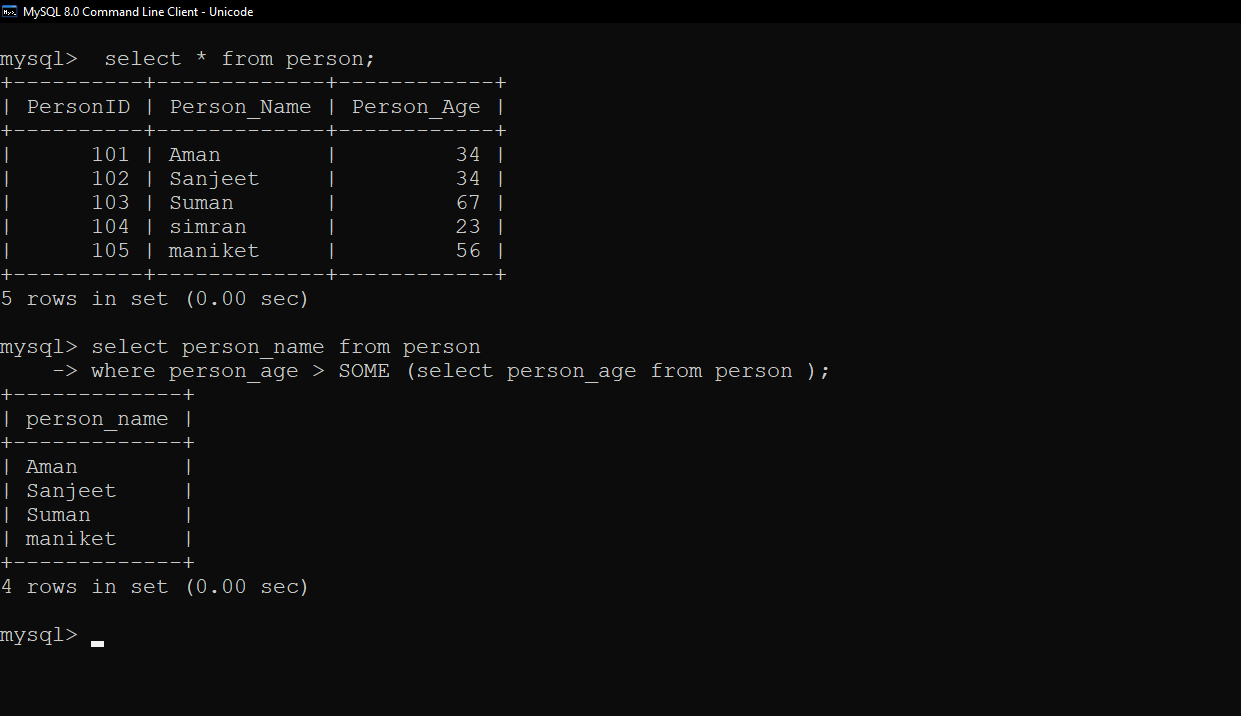 MySQL 8.0 Command Line Client - Unicode
mysql>  select * from person;
+----------+-------------+------------+
| PersonID | Person_Name | Person_Age |
+----------+-------------+------------+
|      101 | Aman        |         34 |
|      102 | Sanjeet     |         34 |
|      103 | Suman       |         67 |
|      104 | simran      |         23 |
|      105 | maniket     |         56 |
+----------+-------------+------------+
5 rows in set (0.00 sec)
mysql> select person_name from person
    -> where person_age > SOME (select person_age from person );
+-------------+
| person_name |
+-------------+
| Aman        |
| Sanjeet     |
| Suman       |
| maniket     |
+-------------+
4 rows in set (0.00 sec)
mysql>